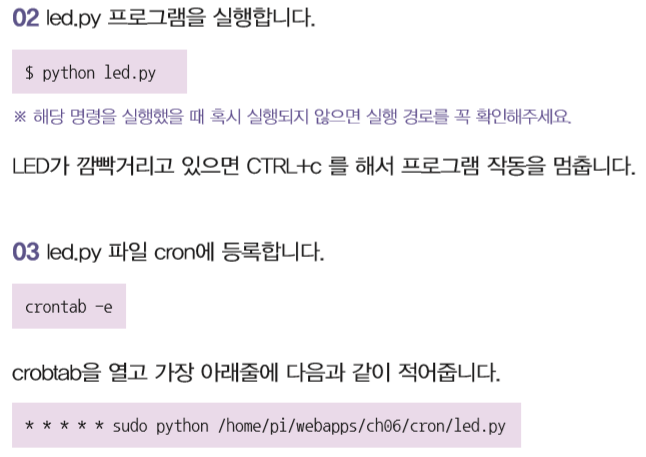 02 led.py 프로그램을 실행합니다.
$ python led.py
※ 해당 명령을 실행했을 때 혹시 실행되지 않으면 실행 경로를 꼭 확인해주세요.
LED가 깜빡거리고 있으면 CTRL+c 를 해서 프로그램 작동을 멈춥니다.
03 led.py 파일 cron에 등록합니다.
crontab -e
crobtab을 열고 가장 아래줄에 다음과 같이 적어줍니다.
* * * * * sudo python /home/pi/webapps/ch06/cron/led.py